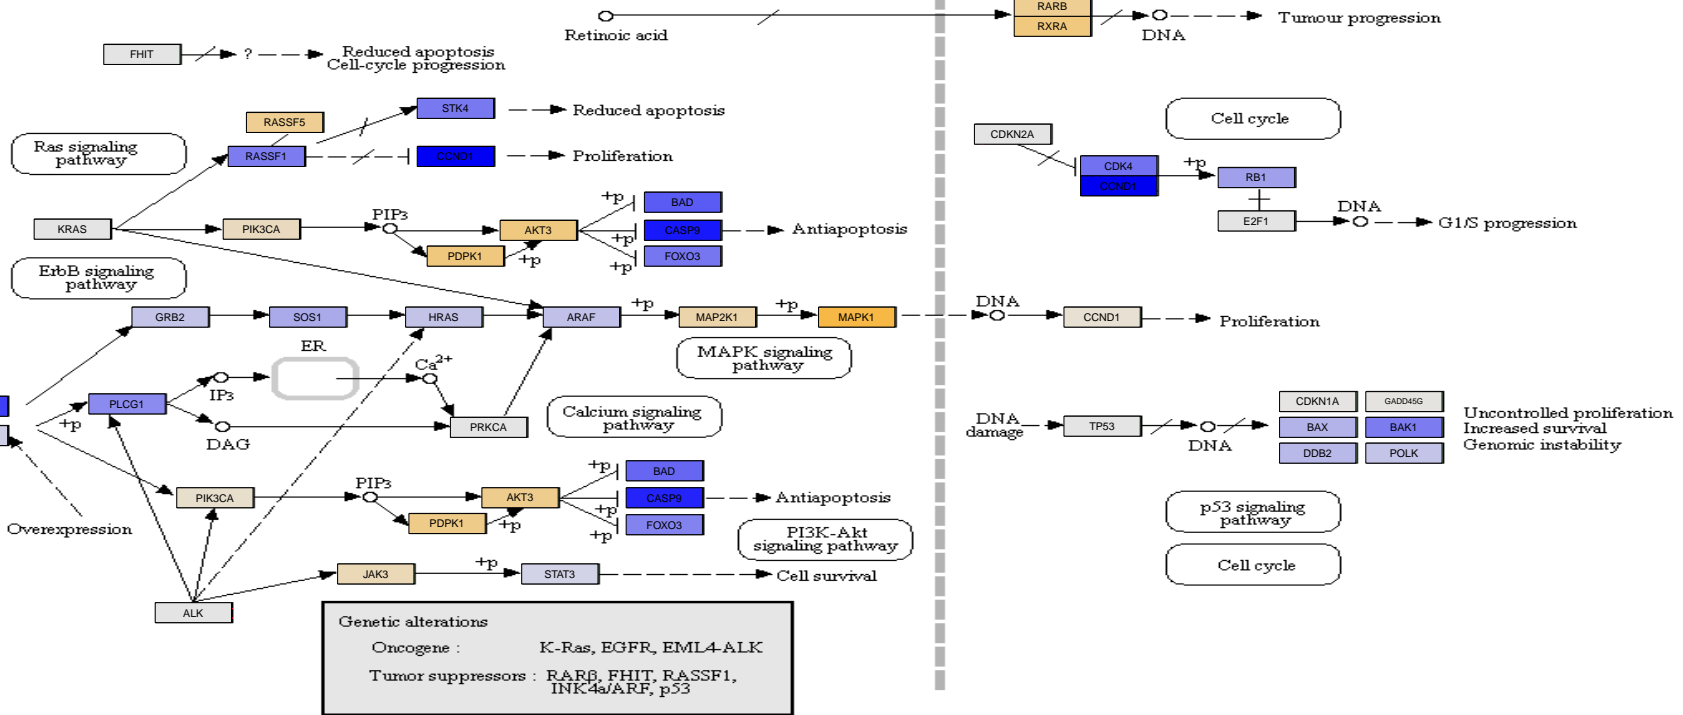 RARB
RXRA
Tumour progression
Retinoic acid
DNA
FHIT
?
Reduced apoptosis
Cell-cycle progression
STK4
Reduced apoptosis
RASSF5
Ras signaling
pathway
RASSF1
CCND1
Proliferation
Cell cycle
CDKN2A
CDK4
CCND1
+p
RB1
E2F1
DNA
G1/S progression
KRAS
PIK3CA
PIP3
AKT3
PDPK1
+p
+p
+p
+p
BAD
CASP9
FOXO3
Antiapoptosis
ErbB signaling
pathway
GRB2
SOS1
HRAS
ARAF
+p
MAP2K1
+p
MAPK1
DNA
CCND1
Proliferation
MAPK signaling
pathway
ER
Ca2+
IP3
PLCG1
+p
DAG
PRKCA
Calcium signaling
pathway
DNA
damage
TP53
DNA
CDKN1A
GADD45G
BAX
BAK1
DDB2
POLK
Uncontrolled proliferation
Increased survival
Genomic instability
PIK3CA
PIP3
AKT3
PDPK1
+p
+p
+p
+p
BAD
CASP9
FOXO3
Antiapoptosis
Overexpression
PI3K-Akt
signaling pathway
p53 signaling
pathway
Cell cycle
JAK3
+p
STAT3
Cell survival
ALK
Genetic alterations
Oncogene : K-Ras, EGFR, EML4-ALK
Tumor suppressors : RARβ, FHIT, RASSF1,
INK4a/ARF, p53